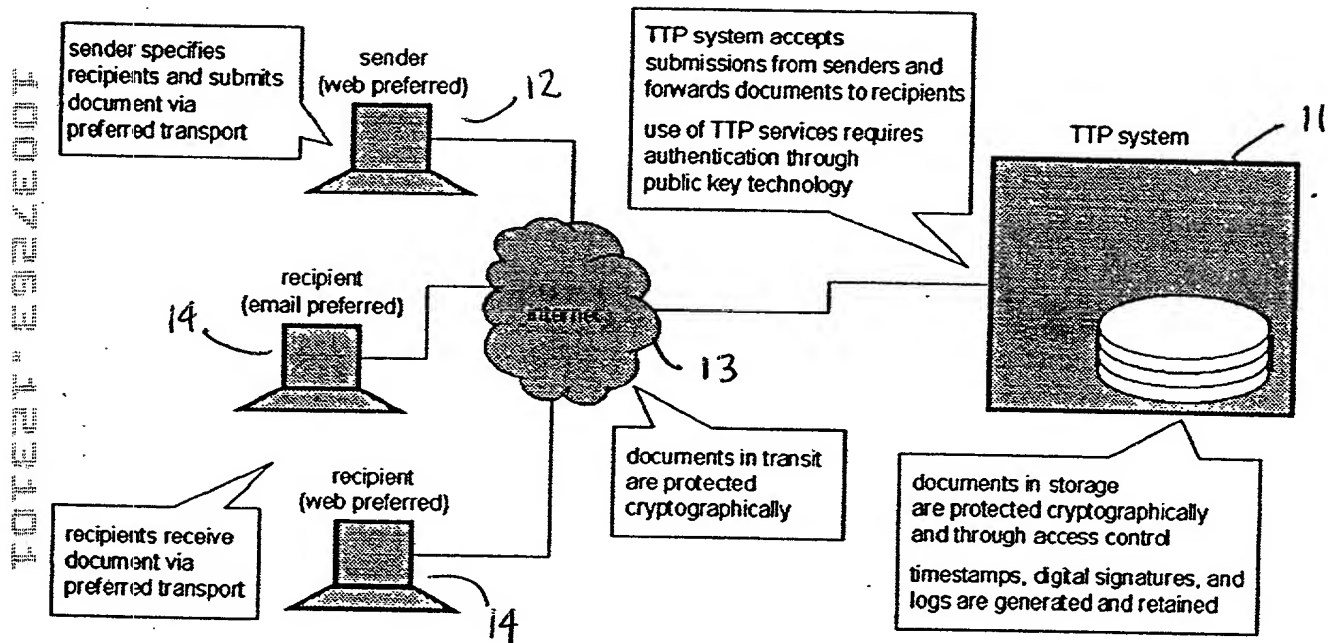 sender specifies
recipients and submits
document via
preferred transport
sender
(web preferred)
12
TTP system accepts
submissions from senders and
forwards documents to recipients
use of TTP services requires
authentication through
public key technology
TTP system
11
recipient
(email preferred)
14
internet
13
documents in transit
are protected
cryptographically
recipients receive
document via
preferred transport
recipient
(web preferred)
14
documents in storage
are protected cryptographically
and through access control
timestamps, digital signatures, and
logs are generated and retained
10037263.123101